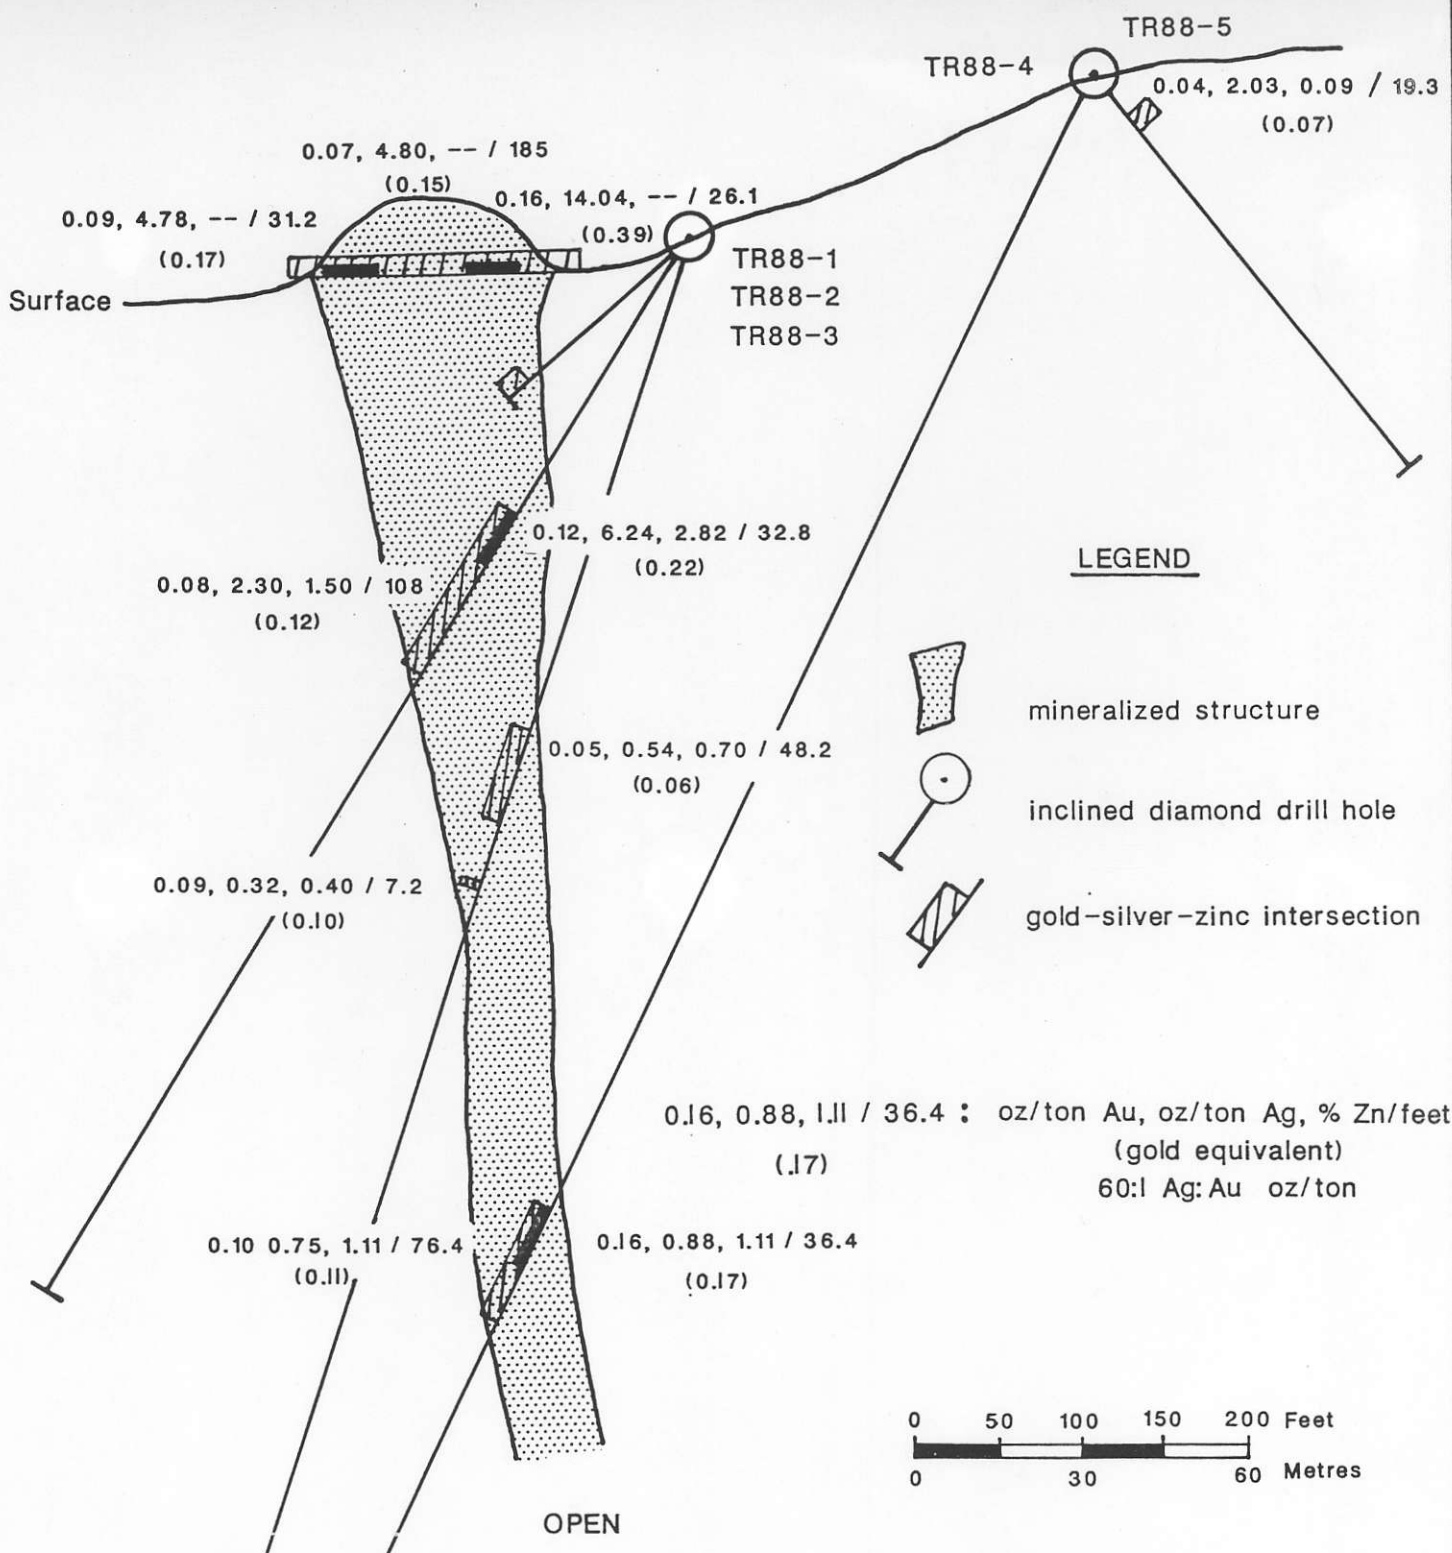 TR88-5
TR88-4
0.04, 2.03, 0.09 / 19.3
(0.07)
0.07, 4.80, -- / 185
(0.15)
0.16, 14.04, -- / 26.1
(0.39)
0.09, 4.78, -- / 31.2
(0.17)
TR88-1
TR88-2
TR88-3
Surface
0.12, 6.24, 2.82 / 32.8
(0.22)
0.08, 2.30, 1.50 / 108
(0.12)
0.05, 0.54, 0.70 / 48.2
(0.06)
0.09, 0.32, 0.40 / 7.2
(0.10)
LEGEND
mineralized structure
inclined diamond drill hole
gold-silver-zinc intersection
0.16, 0.88, 1.11 / 36.4 : oz/ton Au, oz/ton Ag, % Zn/feet
(.17) (gold equivalent)
60:1 Ag:Au oz/ton
0.10 0.75, 1.11 / 76.4
(0.11)
0.16, 0.88, 1.11 / 36.4
(0.17)
0 50 100 150 200 Feet
0 30 60 Metres
OPEN